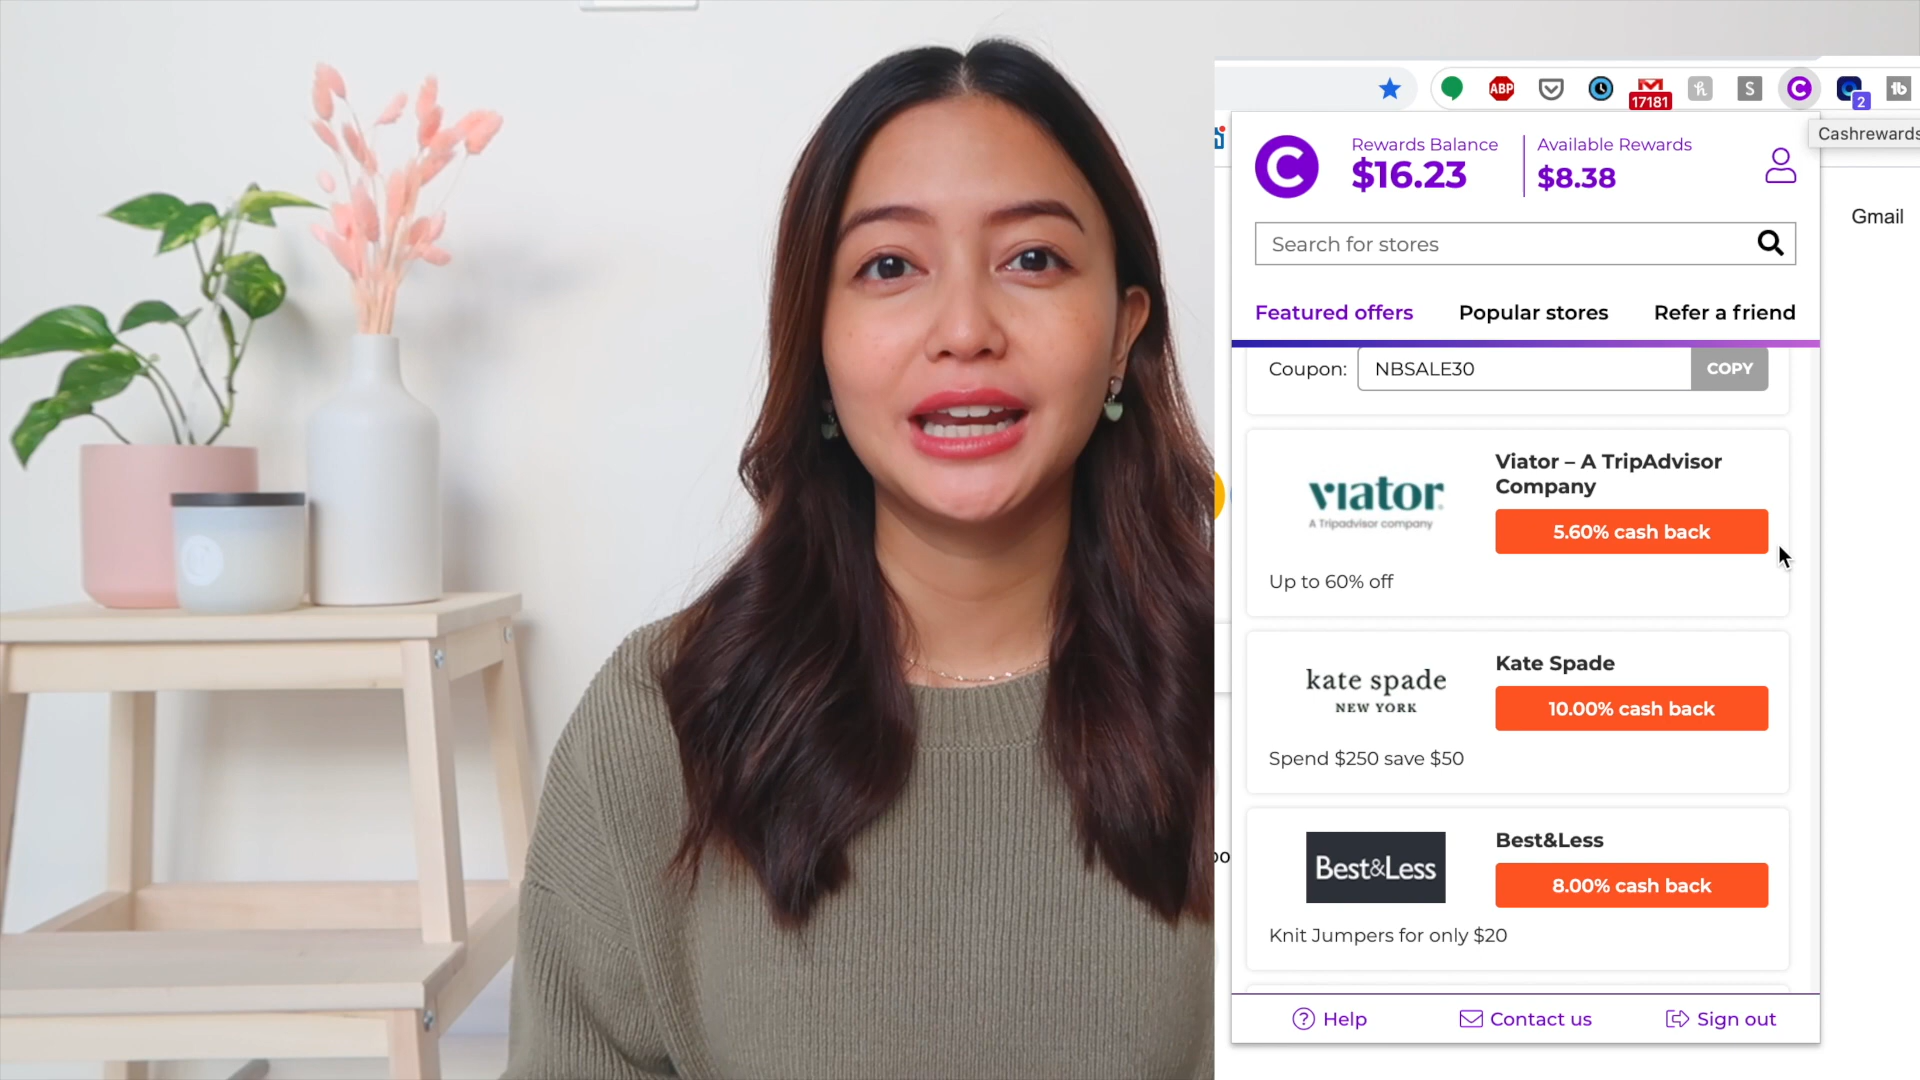 ABP
17181
S
C
2
tb
Cashrewards
C
Rewards Balance
$16.23
Available Rewards
$8.38
Gmail
Search for stores
Featured offers
Popular stores
Refer a friend
Coupon:
NBSALE30
COPY
viator
A Tripadvisor company
Viator – A TripAdvisor
Company
5.60% cash back
Up to 60% off
kate spade
NEW YORK
Kate Spade
10.00% cash back
Spend $250 save $50
Best&Less
Best&Less
8.00% cash back
Knit Jumpers for only $20
? Help
Contact us
Sign out